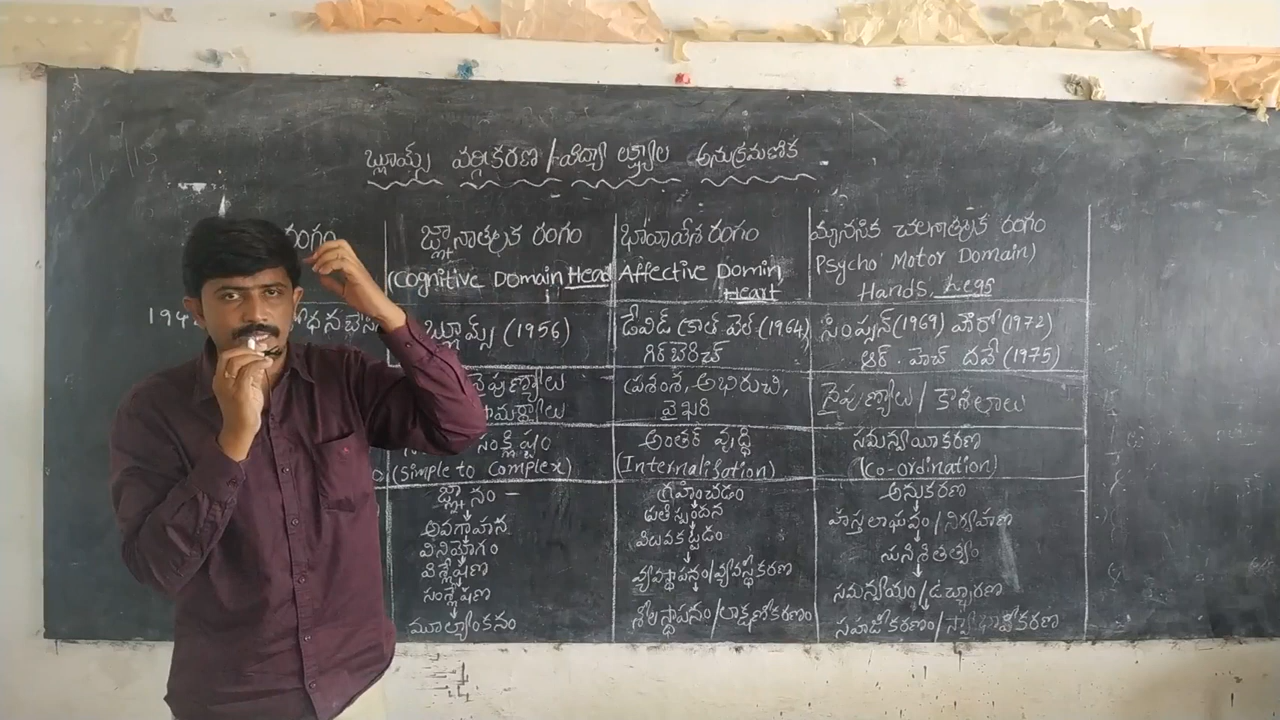 బ్లూమ్స్ వర్గీకరణ / విద్యా లక్ష్యాల అనుక్రమణిక
రంగం
జ్ఞానాత్మక రంగం
(Cognitive Domain Head
భావావేశ రంగం
Affective Domin
Heart
మానసిక చలనాత్మక రంగం
Psycho Motor Domain)
Hands, Legs
బ్లూమ్స్ (1956)
డేవిడ్ క్రాత్ వెల్ (1964)
సింప్సన్ (1969) హరో (1972)
ఆర్. హెచ్ దవే (1975)
ప్రశంస, అభిరుచి,
వైఖరి
నైపుణ్యాలు / కౌశలాలు
సంక్లిష్టం
(Simple to complex)
అంతర్ వృద్ధి
(Internalisation)
సమన్వయీకరణ
(Co-ordination)
జ్ఞానం -
అవగాహన
వినియోగం
విశ్లేషణ
సంశ్లేషణ
మూల్యాంకనం
గ్రహించడం
ప్రతిస్పందన
విలువకట్టడం
వ్యవస్థాపనం/వ్యవస్థీకరణ
శీలస్థాపనం/లాక్షణీకరణం
అనుకరణ
హస్తలాఘవం/నిర్వహణ
సునిశితత్వం
సమన్వయం/ఉచ్చారణ
సహజీకరణం/స్వాభావికరణ